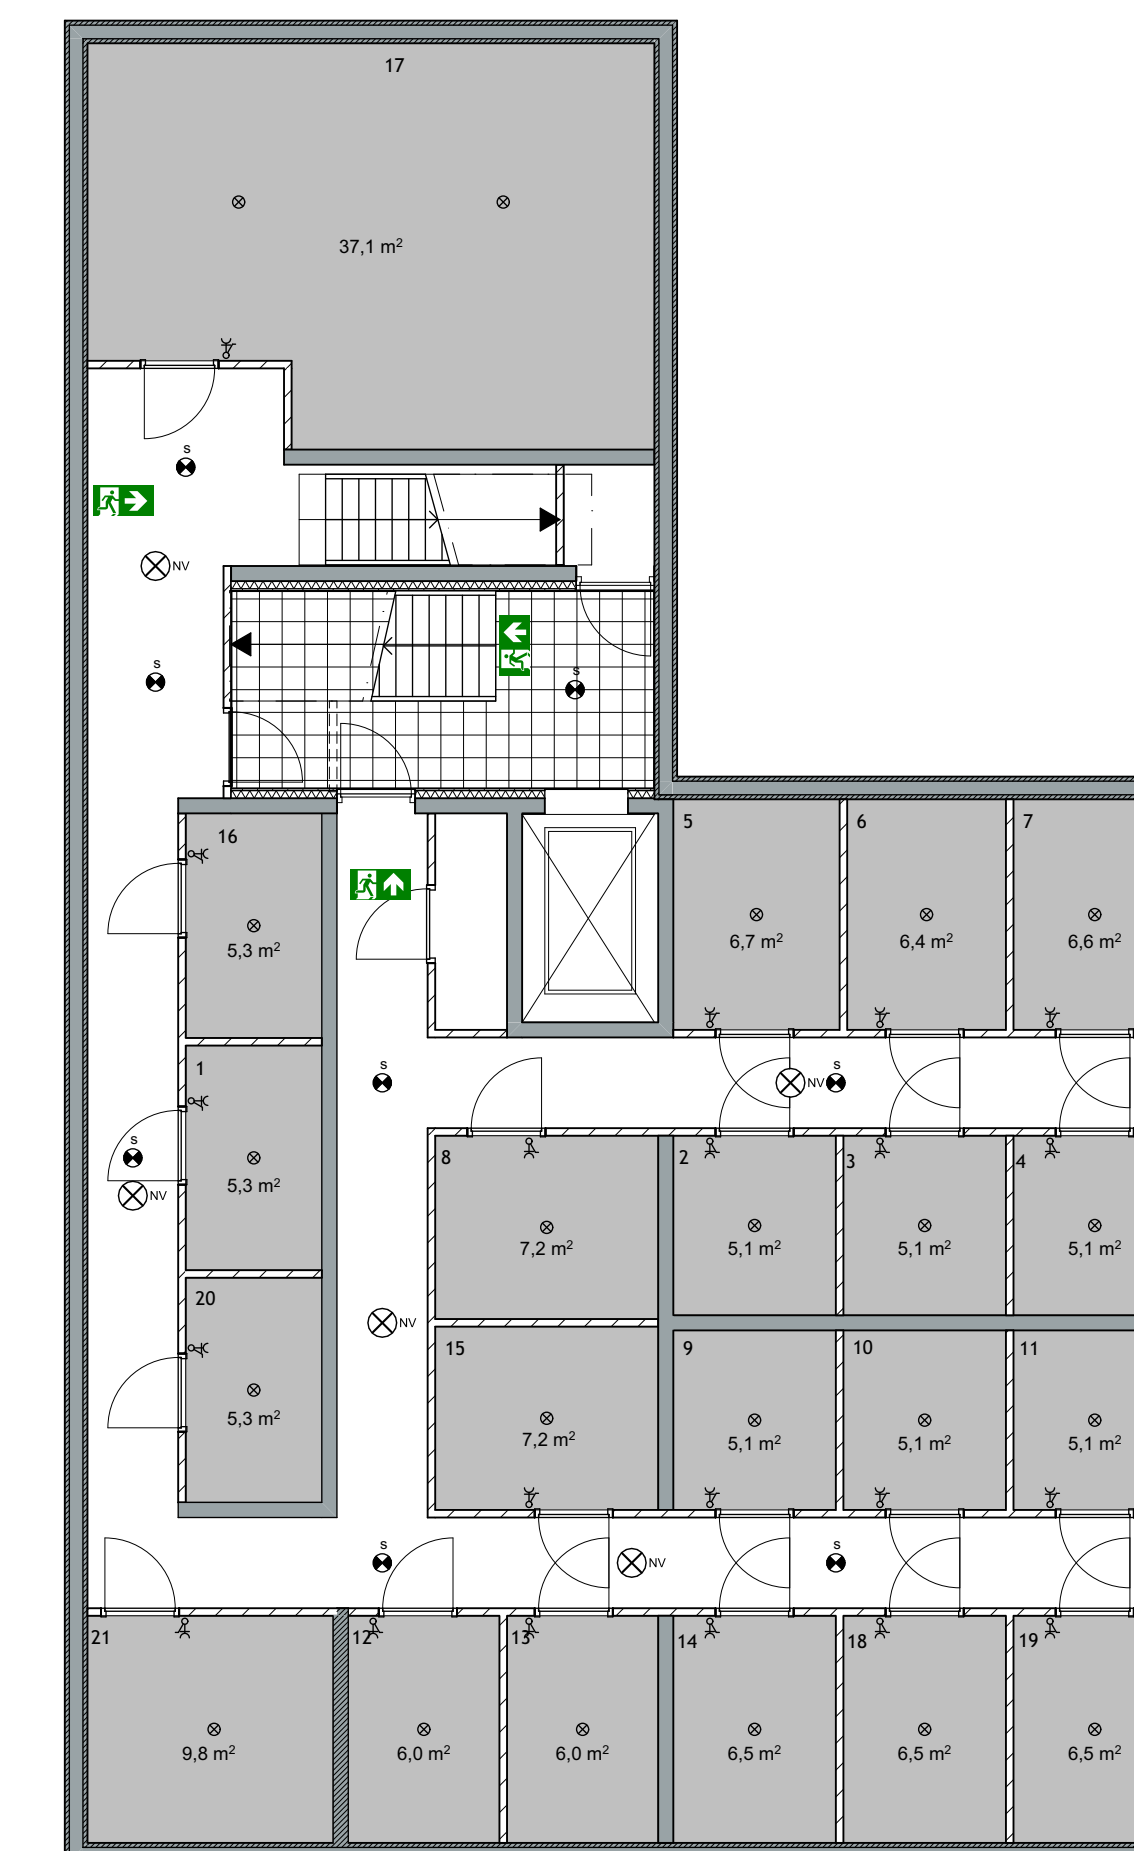 17
37,1 m²
S
NV
S
S
16
5,3 m²
5
6
7
6,7 m²
6,4 m²
6,6 m²
1
S
S
NV
S
NV
5,3 m²
8
2
3
4
7,2 m²
5,1 m²
5,1 m²
5,1 m²
20
5,3 m²
NV
15
9
10
11
7,2 m²
5,1 m²
5,1 m²
5,1 m²
S
NV
S
21
12
13
14
18
19
9,8 m²
6,0 m²
6,0 m²
6,5 m²
6,5 m²
6,5 m²